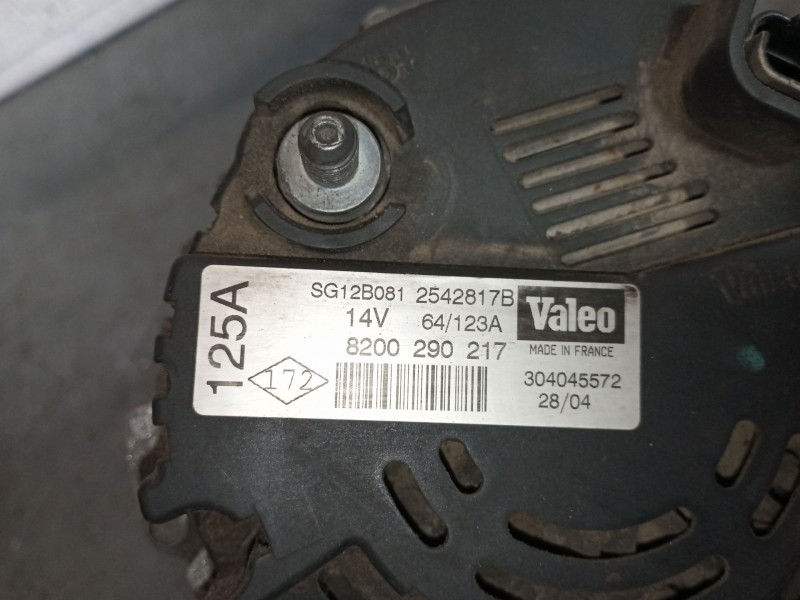 125A
SG12B081 2542817B
14V 64/123A
8200 290 217
172
Valeo
MADE IN FRANCE
304045572
28/04